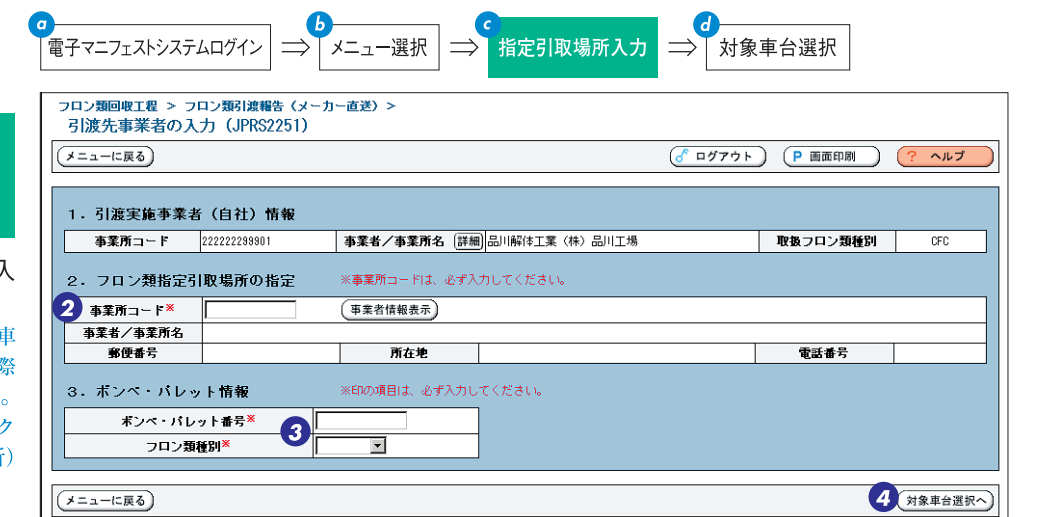 a b c d
電子マニフェストシステムログイン ⇒ メニュー選択 ⇒ 指定引取場所入力 ⇒ 対象車台選択
フロン類回収工程 > フロン類引渡報告（メーカー直送）>
引渡先事業者の入力（JPRS2251）
メニューに戻る ログアウト P 画面印刷 ? ヘルプ
1．引渡実施事業者（自社）情報
事業所コード 222222299901 事業者／事業所名 詳細 品川解体工業（株）品川工場 取扱フロン類種別 CFC
入
2．フロン類指定引取場所の指定 ※事業所コードは、必ず入力してください。
2 事業所コード※ 事業者情報表示
車
事業者／事業所名
郵便番号 所在地 電話番号
際
3．ボンベ・パレット情報 ※印の項目は、必ず入力してください。
。
ボンベ・パレット番号※
ク
3
フロン類種別※
）
メニューに戻る 4 対象車台選択へ